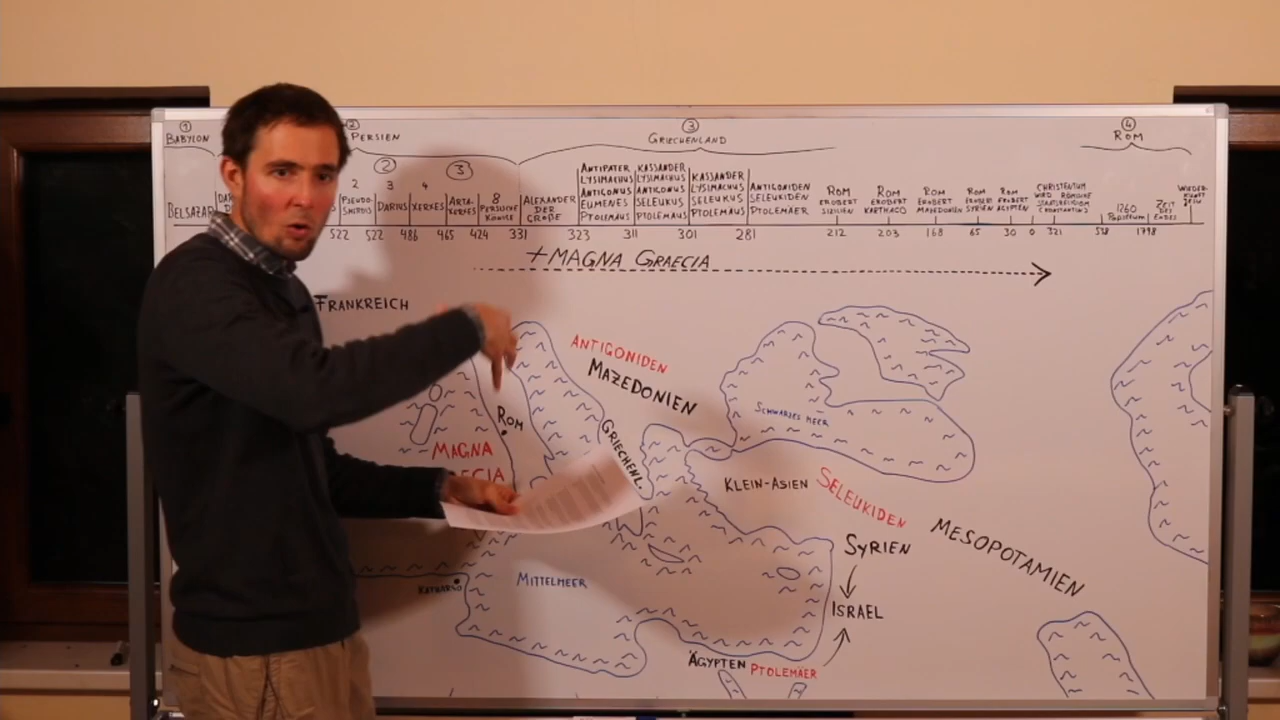 ① BABYLON
② PERSIEN
③ GRIECHENLAND
④ ROM
BELSAZAR
2 PSEUDO-SMERDIS
② 3 DARIUS
4 XERXES
③ ARTA-XERXES
8 PERSISCHE KÖNIGE
ALEXANDER DER GROßE
ANTIPATER
LYSIMACHUS
ANTIGONUS
EUMENES
PTOLEMÄUS
KASSANDER
LYSIMACHUS
ANTIGONUS
SELEUKUS
PTOLEMÄUS
KASSANDER
LYSIMACHUS
SELEUKUS
PTOLEMÄUS
ANTIGONIDEN
SELEUKIDEN
PTOLEMÄER
ROM EROBERT SIZILIEN
ROM EROBERT KARTHAGO
ROM EROBERT MAKEDONIEN
ROM EROBERT SYRIEN
ROM EROBERT ÄGYPTEN
CHRISTENTUM WIRD RÖMISCHE STAATSRELIGION
1260 Papsttum
ZEIT DES ENDES
WIEDERKUNFT JESU
522 522 486 465 424 331 323 311 301 281 212 203 168 65 30 0 321 538 1798
+MAGNA GRAECIA
FRANKREICH
ANTIGONIDEN
MAZEDONIEN
SCHWARZES MEER
ROM
MAGNA
GRIECHENL.
KLEIN-ASIEN
SELEUKIDEN
MESOPOTAMIEN
SYRIEN
MITTELMEER
ISRAEL
ÄGYPTEN PTOLEMÄER